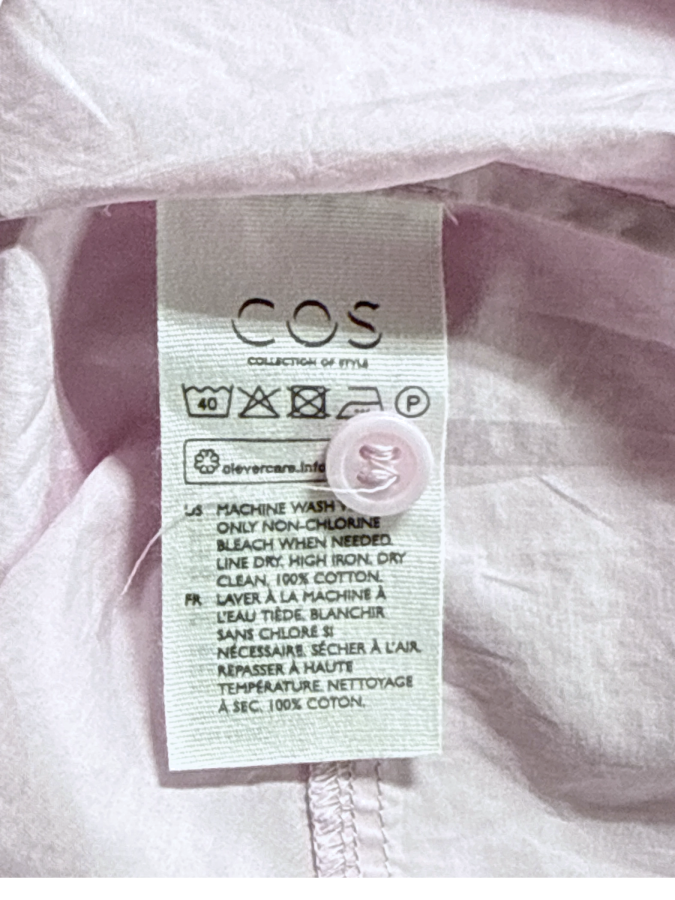 COS
COLLECTION OF STYLE
40 P
clevercare.info
US MACHINE WASH
ONLY NON-CHLORINE
BLEACH WHEN NEEDED.
LINE DRY, HIGH IRON, DRY
CLEAN, 100% COTTON.
FR LAVER À LA MACHINE À
L'EAU TIÈDE, BLANCHIR
SANS CHLORE SI
NÉCESSAIRE, SÉCHER À L'AIR,
REPASSER À HAUTE
TEMPÉRATURE, NETTOYAGE
À SEC, 100% COTON.